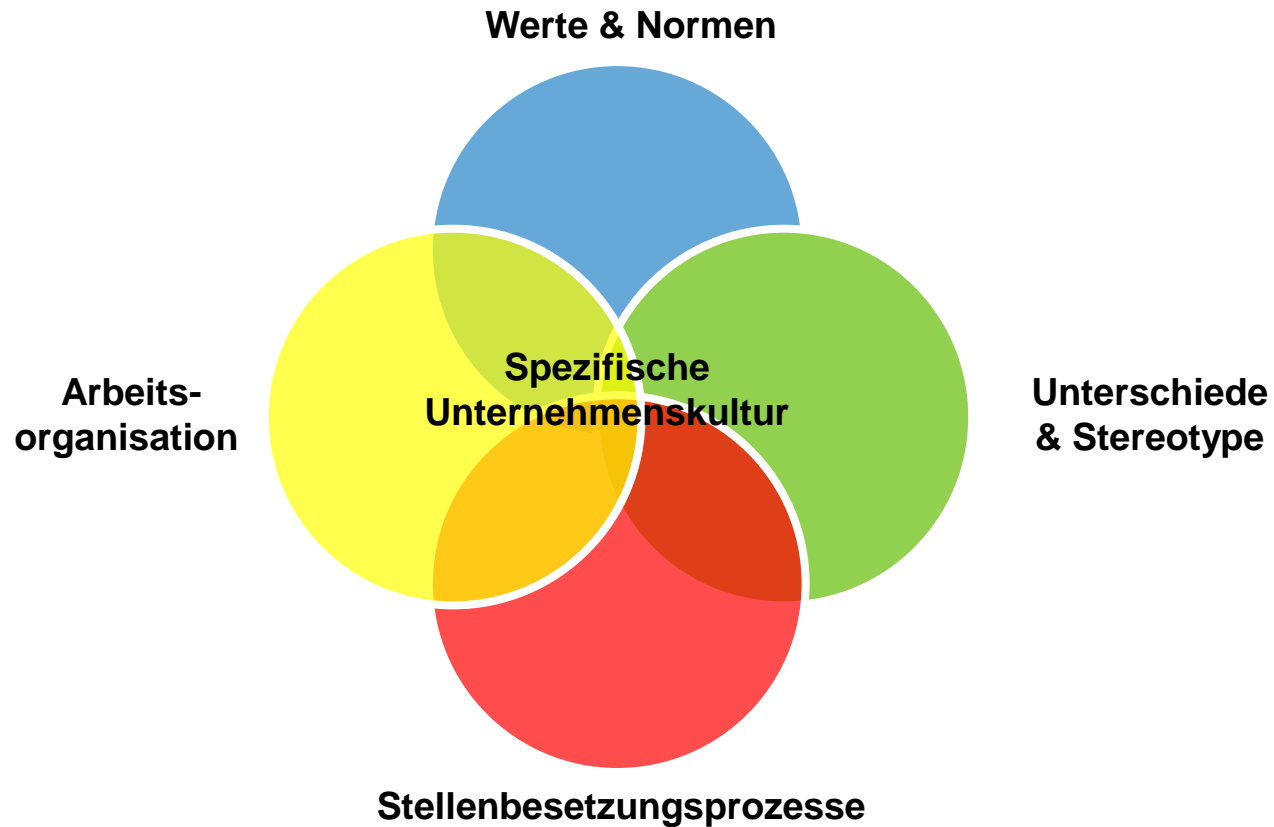 Werte & Normen
Spezifische
Unternehmenskultur
Arbeits-
organisation
Unterschiede
& Stereotype
Stellenbesetzungsprozesse